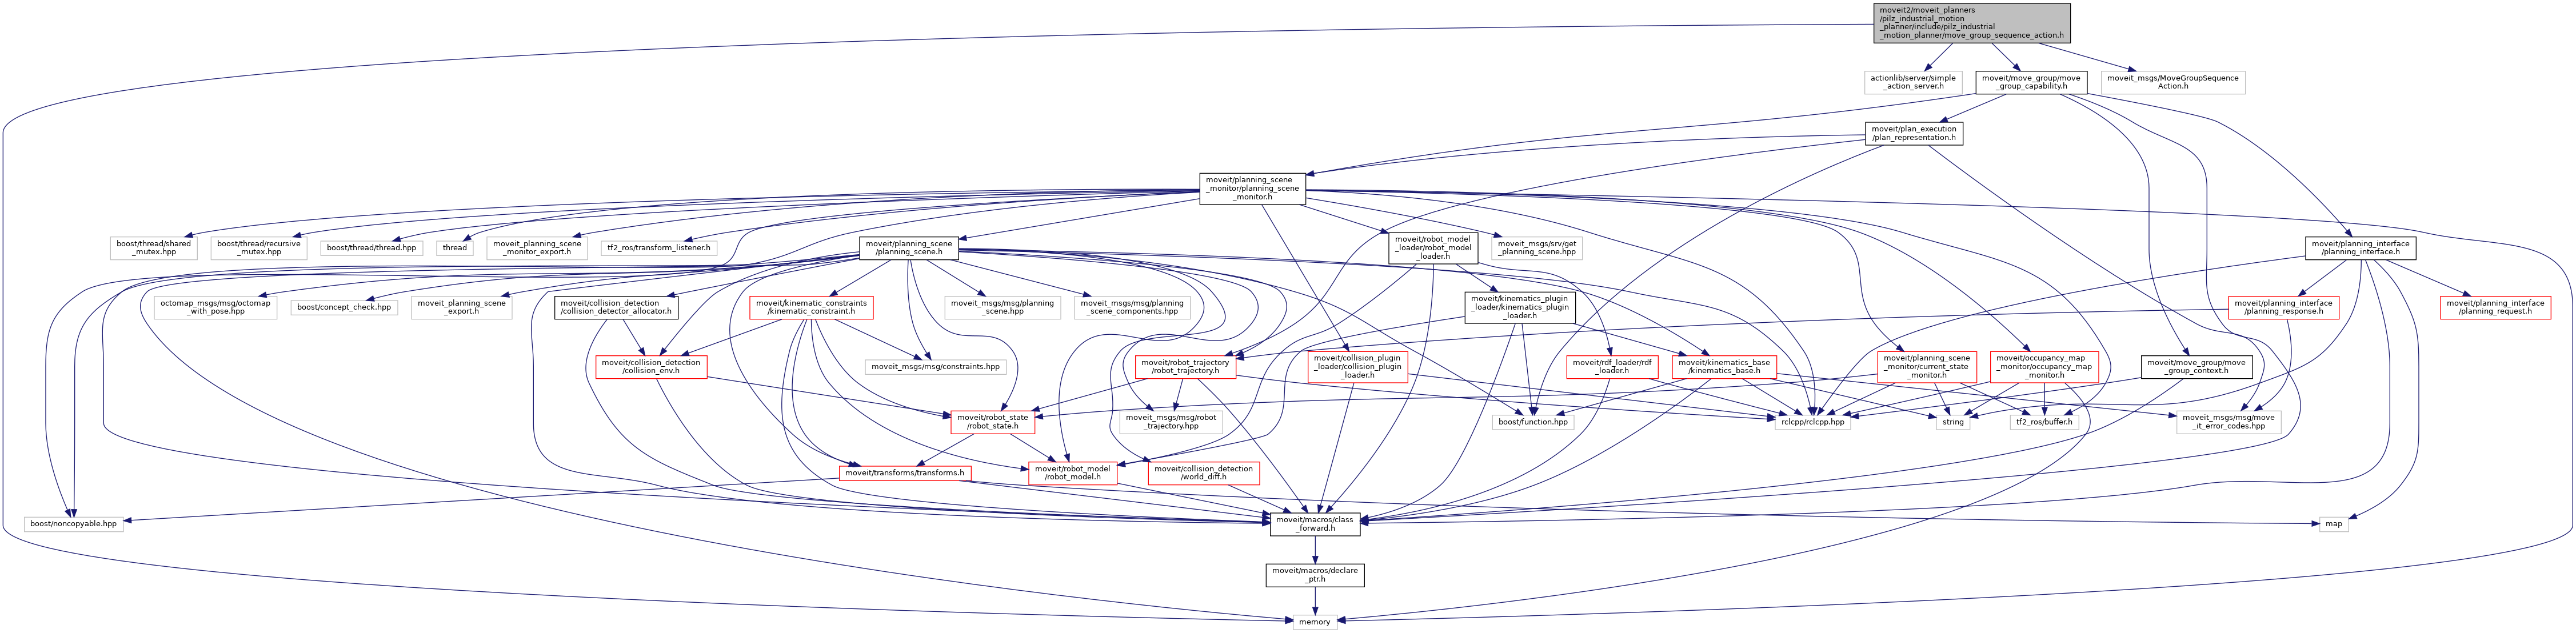 moveit2/moveit_planners
/pilz_industrial_motion
_planner/include/pilz_industrial
_motion_planner/move_group_sequence_action.h
actionlib/server/simple
_action_server.h
moveit/move_group/move
_group_capability.h
moveit_msgs/MoveGroupSequence
Action.h
moveit/plan_execution
/plan_representation.h
moveit/planning_scene
_monitor/planning_scene
_monitor.h
boost/thread/shared
_mutex.hpp
boost/thread/recursive
_mutex.hpp
boost/thread/thread.hpp
thread
moveit_planning_scene
_monitor_export.h
tf2_ros/transform_listener.h
moveit/planning_scene
/planning_scene.h
moveit/robot_model
_loader/robot_model
_loader.h
moveit_msgs/srv/get
_planning_scene.hpp
moveit/planning_interface
/planning_interface.h
octomap_msgs/msg/octomap
_with_pose.hpp
boost/concept_check.hpp
moveit_planning_scene
_export.h
moveit/collision_detection
/collision_detector_allocator.h
moveit/kinematic_constraints
/kinematic_constraint.h
moveit_msgs/msg/planning
_scene.hpp
moveit_msgs/msg/planning
_scene_components.hpp
moveit/kinematics_plugin
_loader/kinematics_plugin
_loader.h
moveit/planning_interface
/planning_response.h
moveit/planning_interface
/planning_request.h
moveit/collision_detection
/collision_env.h
moveit_msgs/msg/constraints.hpp
moveit/robot_trajectory
/robot_trajectory.h
moveit/collision_plugin
_loader/collision_plugin
_loader.h
moveit/rdf_loader/rdf
_loader.h
moveit/kinematics_base
/kinematics_base.h
moveit/planning_scene
_monitor/current_state
_monitor.h
moveit/occupancy_map
_monitor/occupancy_map
_monitor.h
moveit/move_group/move
_group_context.h
moveit/robot_state
/robot_state.h
moveit_msgs/msg/robot
_trajectory.hpp
boost/function.hpp
rclcpp/rclcpp.hpp
string
tf2_ros/buffer.h
moveit_msgs/msg/move
_it_error_codes.hpp
moveit/transforms/transforms.h
moveit/robot_model
/robot_model.h
moveit/collision_detection
/world_diff.h
boost/noncopyable.hpp
moveit/macros/class
_forward.h
map
moveit/macros/declare
_ptr.h
memory